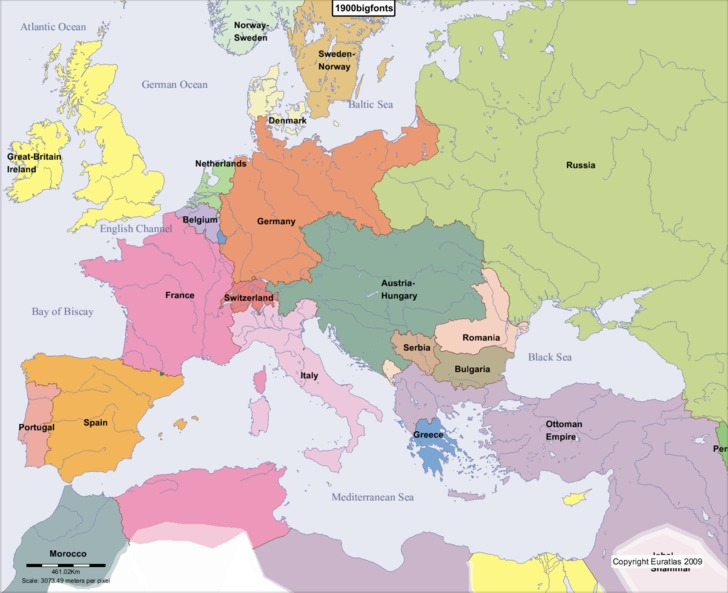 1900bigfonts
Atlantic Ocean
Norway-
Sweden
Sweden-
Norway
German Ocean
Baltic Sea
Denmark
Great-Britain
Ireland
Netherlands
Russia
Belgium
Germany
English Channel
Austria-
Hungary
France
Switzerland
Bay of Biscay
Romania
Serbia
Black Sea
Bulgaria
Italy
Spain
Portugal
Greece
Ottoman
Empire
Per
Mediterranean Sea
Morocco
461.02Km
Scale: 3073.49 meters per pixel
Copyright Euratlas 2009
Shammar